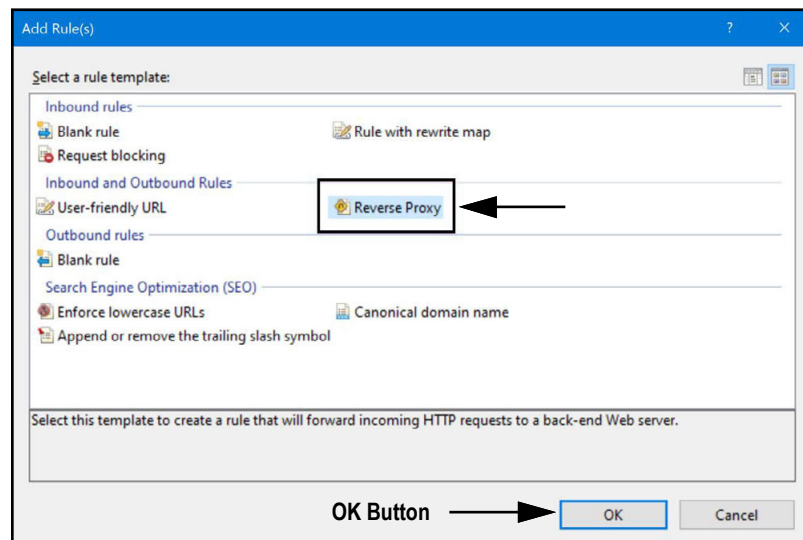 Add Rule(s)
Select a rule template:
Inbound rules
Blank rule
Rule with rewrite map
Request blocking
Inbound and Outbound Rules
User-friendly URL
Reverse Proxy
Outbound rules
Blank rule
Search Engine Optimization (SEO)
Enforce lowercase URLs
Canonical domain name
Append or remove the trailing slash symbol
Select this template to create a rule that will forward incoming HTTP requests to a back-end Web server.
OK Button
OK
Cancel